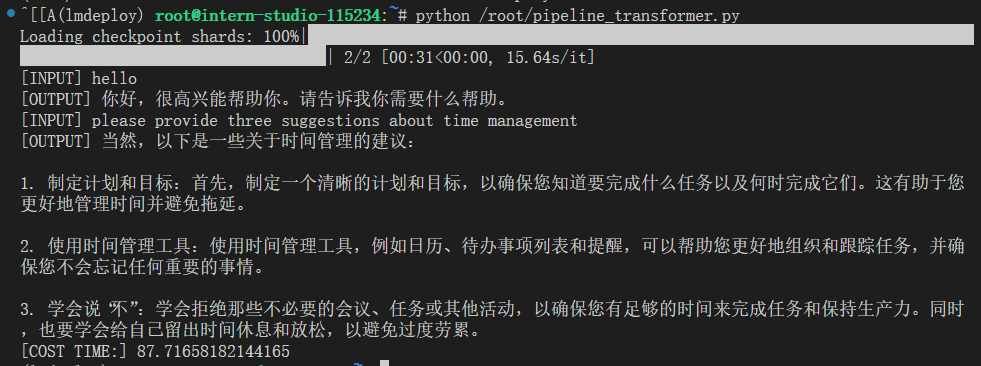 ^[[A(lmdeploy) root@intern-studio-115234:~# python /root/pipeline_transformer.py
Loading checkpoint shards: 100%|
| 2/2 [00:31<00:00, 15.64s/it]
[INPUT] hello
[OUTPUT] 你好，很高兴能帮助你。请告诉我你需要什么帮助。
[INPUT] please provide three suggestions about time management
[OUTPUT] 当然，以下是一些关于时间管理的建议：
1. 制定计划和目标：首先，制定一个清晰的计划和目标，以确保您知道要完成什么任务以及何时完成它们。这有助于您
更好地管理时间并避免拖延。
2. 使用时间管理工具：使用时间管理工具，例如日历、待办事项列表和提醒，可以帮助您更好地组织和跟踪任务，并确
保您不会忘记任何重要的事情。
3. 学会说“不”：学会拒绝那些不必要的会议、任务或其他活动，以确保您有足够的时间来完成任务和保持生产力。同时
，也要学会给自己留出时间休息和放松，以避免过度劳累。
[COST TIME:] 87.71658182144165